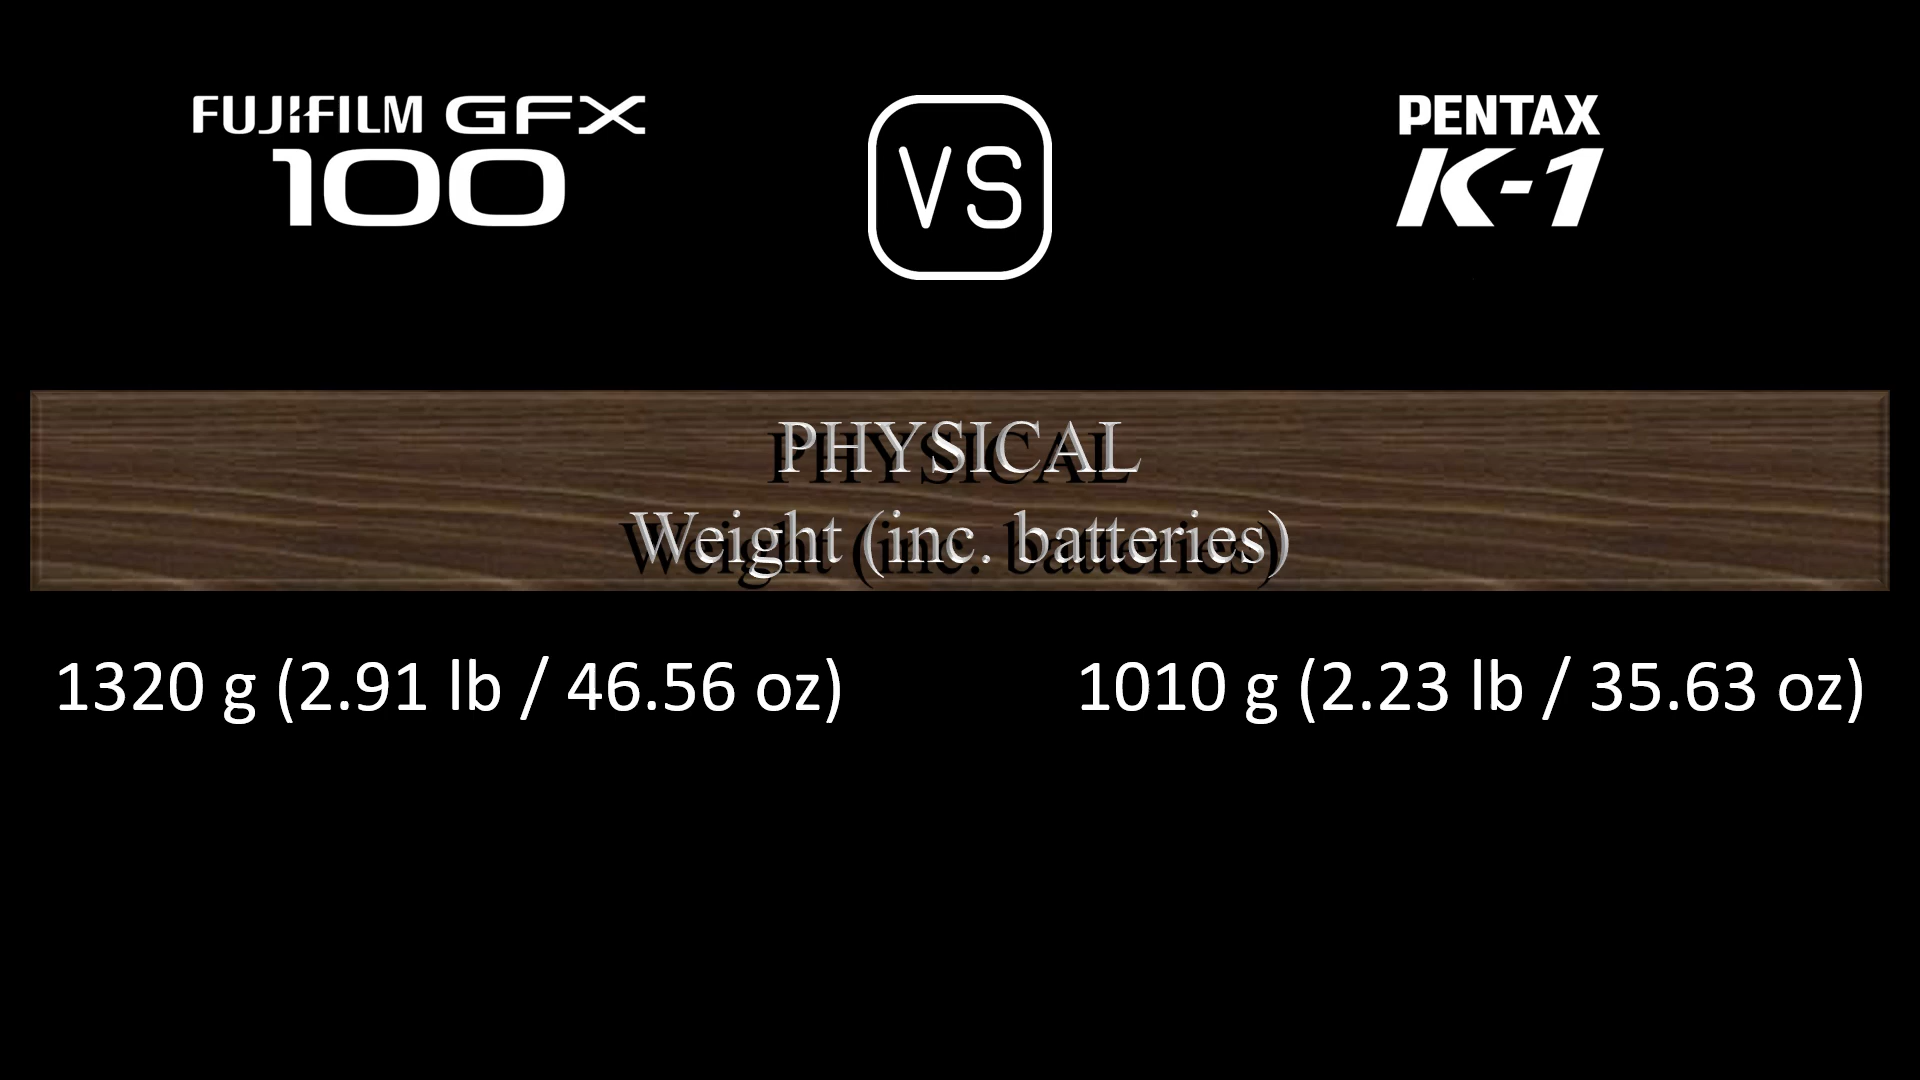 FUJIFILM GFX
100
VS
PENTAX
K-1
PHYSICAL
Weight (inc. batteries)
1320 g (2.91 lb / 46.56 oz)
1010 g (2.23 lb / 35.63 oz)